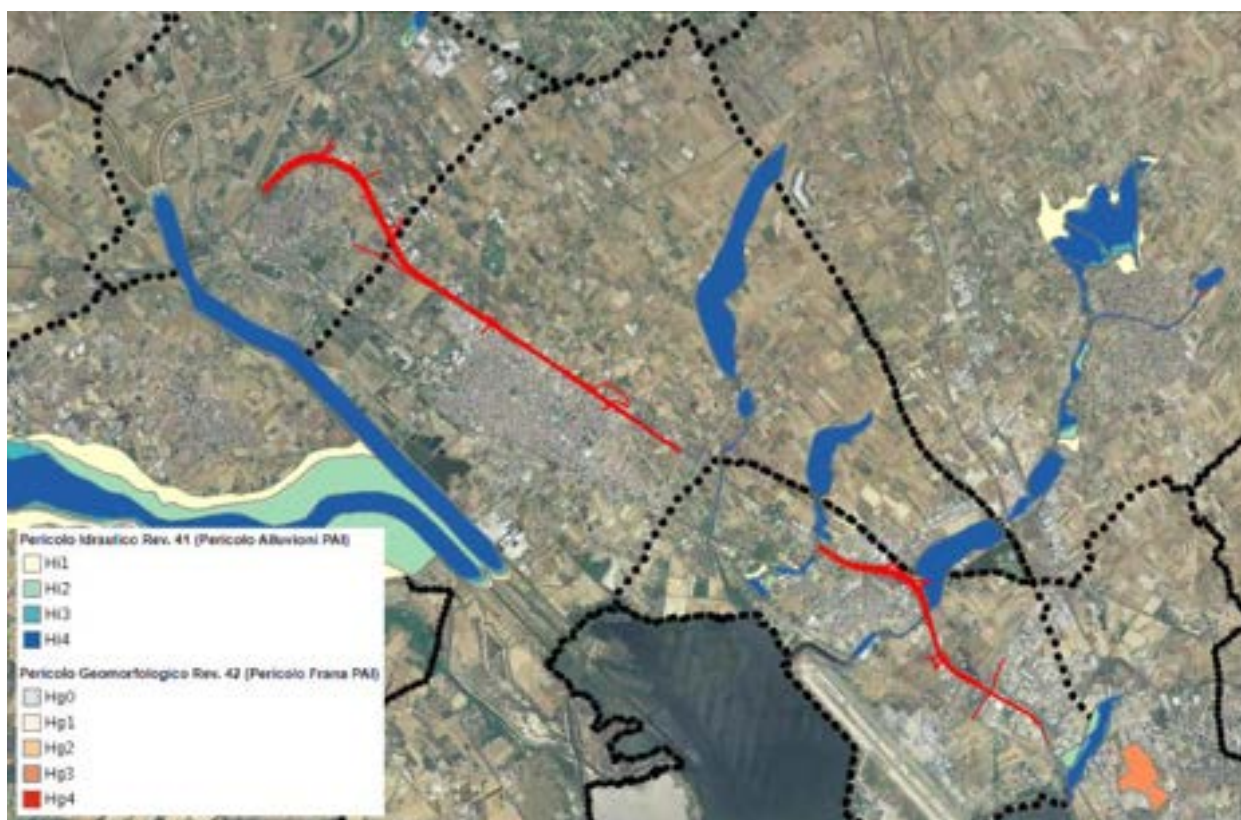 Pericolo Idraulico Rev. 41 (Pericolo Alluvioni PAI)
Hi1
Hi2
Hi3
Hi4
Pericolo Geomorfologico Rev. 42 (Pericolo Frana PAI)
Hg0
Hg1
Hg2
Hg3
Hg4